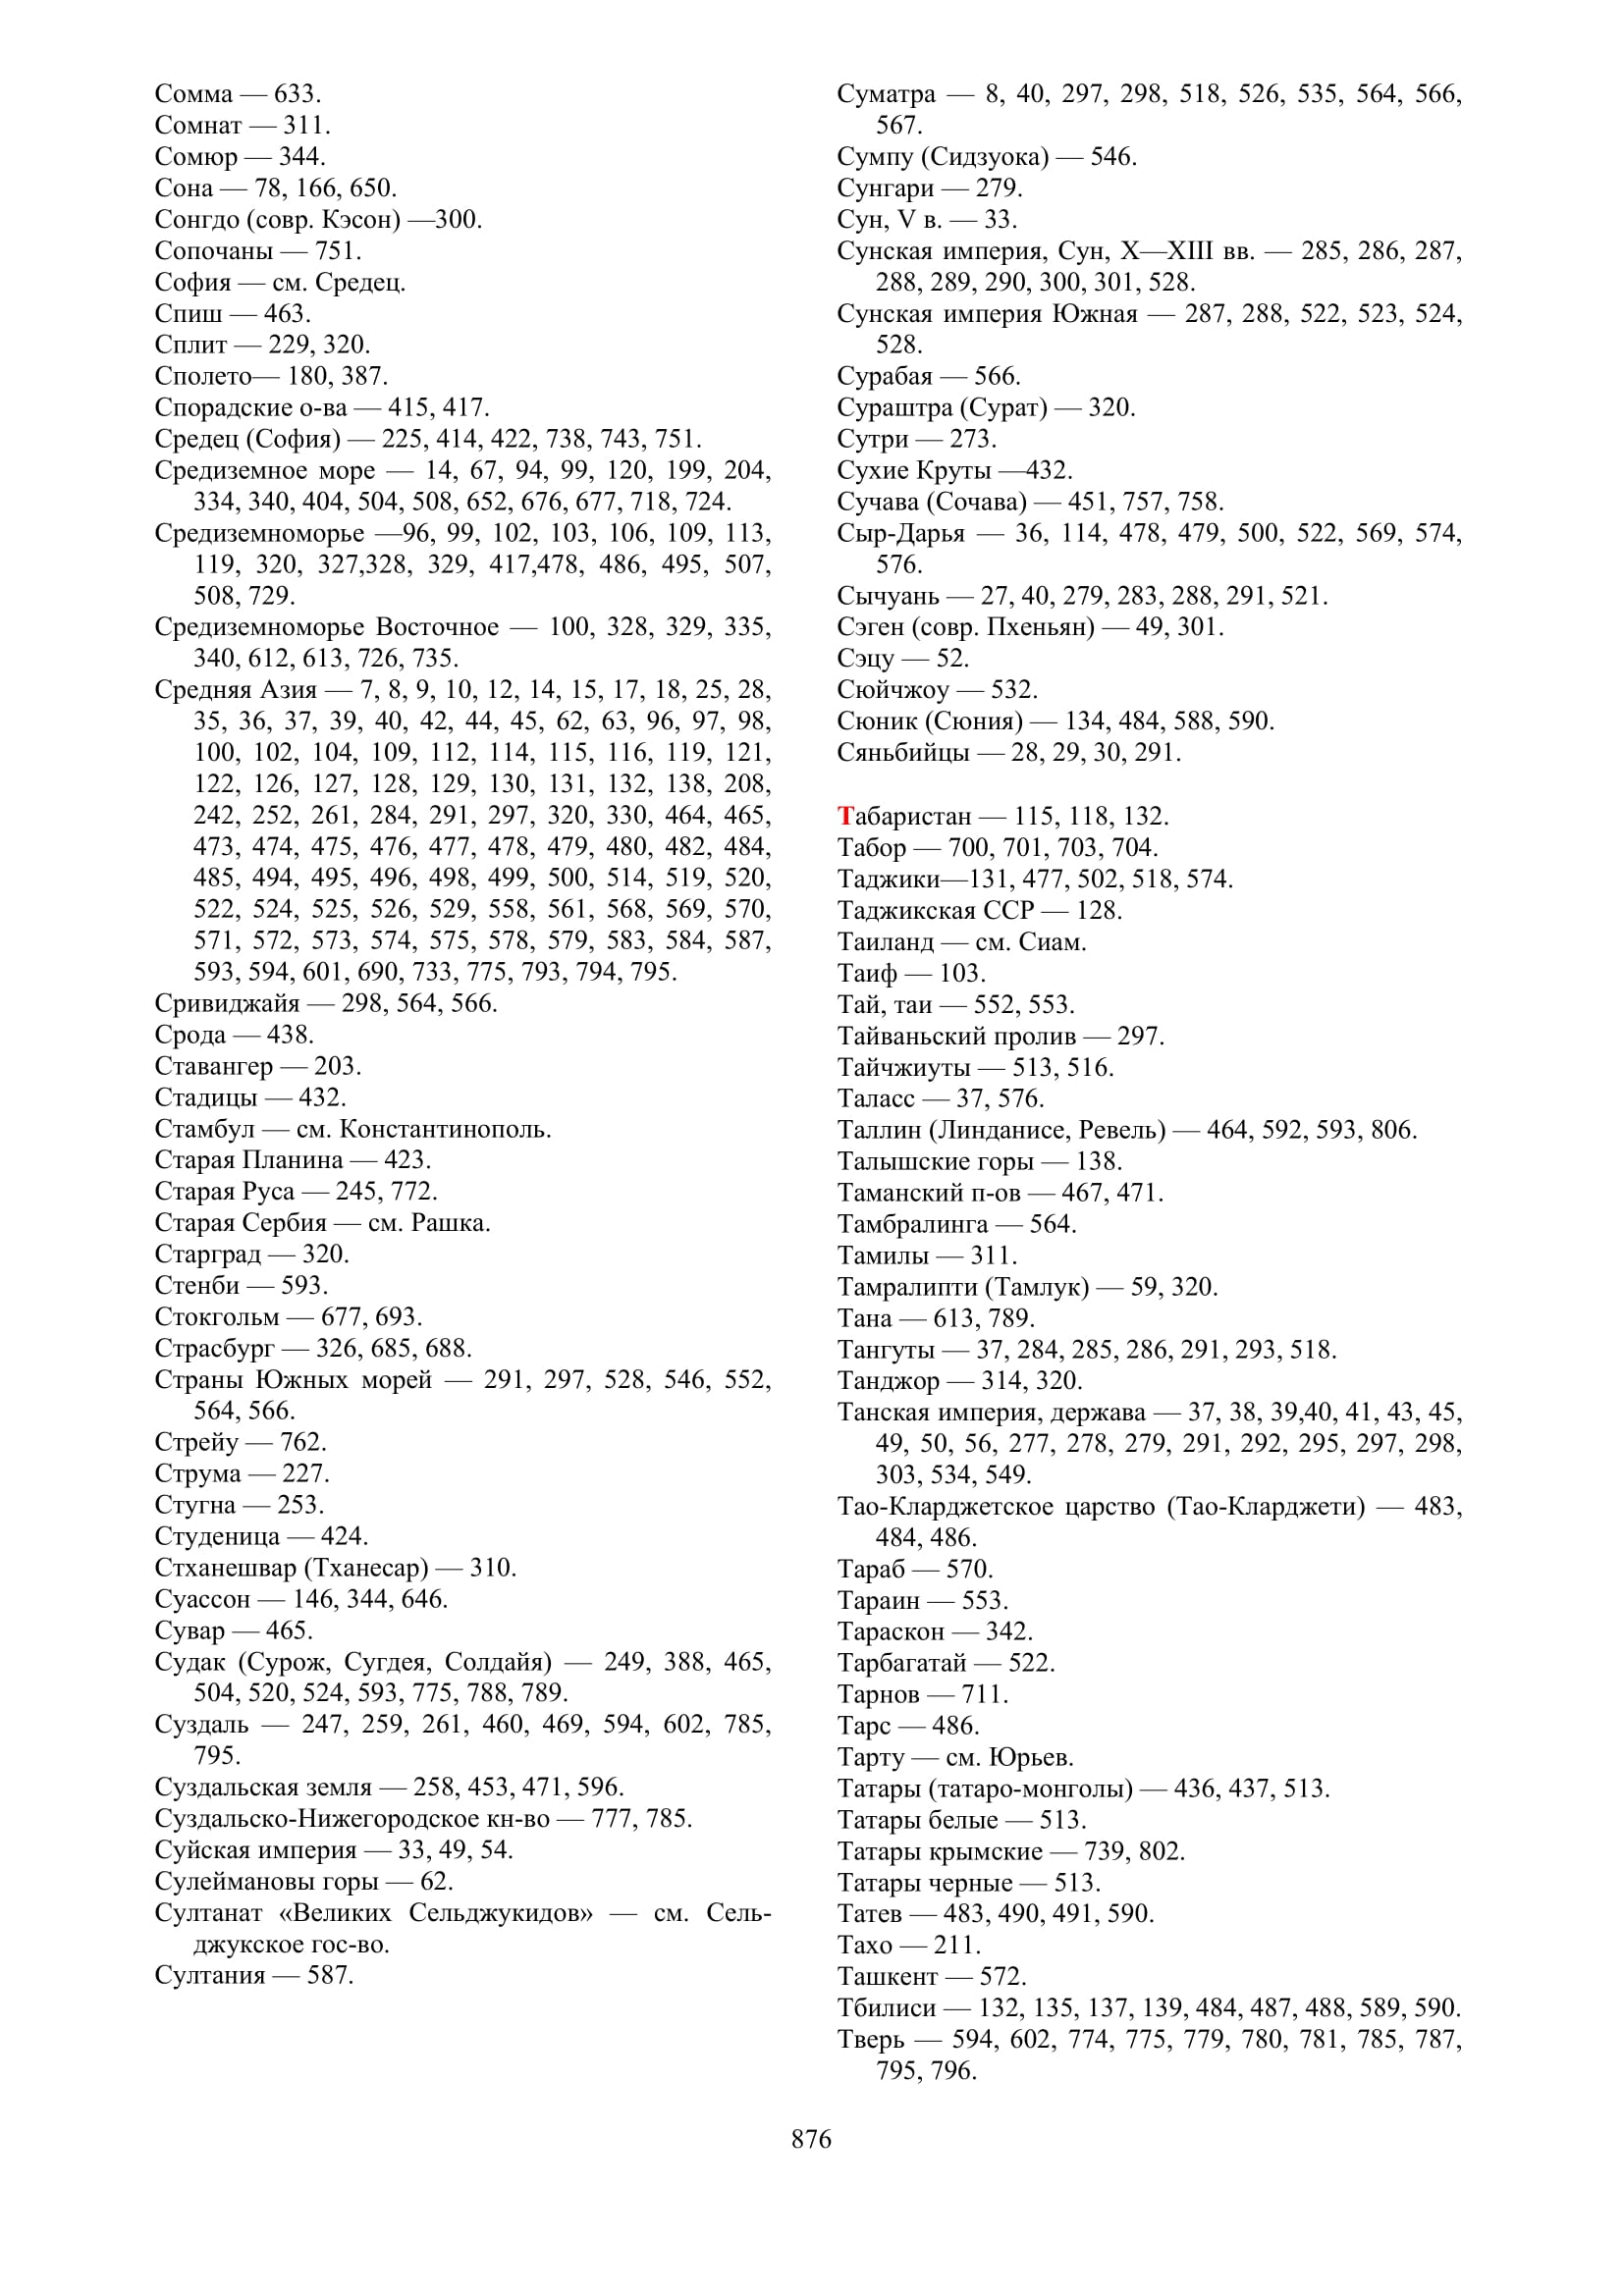 Сомма — 633.
Сомнат — 311.
Сомюр — 344.
Сона — 78, 166, 650.
Сонгдо (совр. Кэсон) —300.
Сопочаны — 751.
София — см. Средец.
Спиш — 463.
Сплит — 229, 320.
Сполето— 180, 387.
Спорадские о-ва — 415, 417.
Средец (София) — 225, 414, 422, 738, 743, 751.
Средиземное море — 14, 67, 94, 99, 120, 199, 204,
334, 340, 404, 504, 508, 652, 676, 677, 718, 724.
Средиземноморье —96, 99, 102, 103, 106, 109, 113,
119, 320, 327,328, 329, 417,478, 486, 495, 507,
508, 729.
Средиземноморье Восточное — 100, 328, 329, 335,
340, 612, 613, 726, 735.
Средняя Азия — 7, 8, 9, 10, 12, 14, 15, 17, 18, 25, 28,
35, 36, 37, 39, 40, 42, 44, 45, 62, 63, 96, 97, 98,
100, 102, 104, 109, 112, 114, 115, 116, 119, 121,
122, 126, 127, 128, 129, 130, 131, 132, 138, 208,
242, 252, 261, 284, 291, 297, 320, 330, 464, 465,
473, 474, 475, 476, 477, 478, 479, 480, 482, 484,
485, 494, 495, 496, 498, 499, 500, 514, 519, 520,
522, 524, 525, 526, 529, 558, 561, 568, 569, 570,
571, 572, 573, 574, 575, 578, 579, 583, 584, 587,
593, 594, 601, 690, 733, 775, 793, 794, 795.
Сривиджайя — 298, 564, 566.
Срода — 438.
Ставангер — 203.
Стадицы — 432.
Стамбул — см. Константинополь.
Старая Планина — 423.
Старая Руса — 245, 772.
Старая Сербия — см. Рашка.
Старград — 320.
Стенби — 593.
Стокгольм — 677, 693.
Страсбург — 326, 685, 688.
Страны Южных морей — 291, 297, 528, 546, 552,
564, 566.
Стрейу — 762.
Струма — 227.
Стугна — 253.
Студеница — 424.
Стханешвар (Тханесар) — 310.
Суассон — 146, 344, 646.
Сувар — 465.
Судак (Сурож, Сугдея, Солдайя) — 249, 388, 465,
504, 520, 524, 593, 775, 788, 789.
Суздаль — 247, 259, 261, 460, 469, 594, 602, 785,
795.
Суздальская земля — 258, 453, 471, 596.
Суздальско-Нижегородское кн-во — 777, 785.
Суйская империя — 33, 49, 54.
Сулеймановы горы — 62.
Султанат «Великих Сельджукидов» — см. Сель-
джукское гос-во.
Султания — 587.
Суматра — 8, 40, 297, 298, 518, 526, 535, 564, 566,
567.
Сумпу (Сидзуока) — 546.
Сунгари — 279.
Сун, V в. — 33.
Сунская империя, Сун, X—XIII вв. — 285, 286, 287,
288, 289, 290, 300, 301, 528.
Сунская империя Южная — 287, 288, 522, 523, 524,
528.
Сурабая — 566.
Сураштра (Сурат) — 320.
Сутри — 273.
Сухие Круты —432.
Сучава (Сочава) — 451, 757, 758.
Сыр-Дарья — 36, 114, 478, 479, 500, 522, 569, 574,
576.
Сычуань — 27, 40, 279, 283, 288, 291, 521.
Сэген (совр. Пхеньян) — 49, 301.
Сэцу — 52.
Сюйчжоу — 532.
Сюник (Сюния) — 134, 484, 588, 590.
Сяньбийцы — 28, 29, 30, 291.
Табаристан — 115, 118, 132.
Табор — 700, 701, 703, 704.
Таджики—131, 477, 502, 518, 574.
Таджикская ССР — 128.
Таиланд — см. Сиам.
Таиф — 103.
Тай, таи — 552, 553.
Тайваньский пролив — 297.
Тайчжиуты — 513, 516.
Таласс — 37, 576.
Таллин (Линданисе, Ревель) — 464, 592, 593, 806.
Талышские горы — 138.
Таманский п-ов — 467, 471.
Тамбралинга — 564.
Тамилы — 311.
Тамралипти (Тамлук) — 59, 320.
Тана — 613, 789.
Тангуты — 37, 284, 285, 286, 291, 293, 518.
Танджор — 314, 320.
Танская империя, держава — 37, 38, 39,40, 41, 43, 45,
49, 50, 56, 277, 278, 279, 291, 292, 295, 297, 298,
303, 534, 549.
Тао-Кларджетское царство (Тао-Кларджети) — 483,
484, 486.
Тараб — 570.
Тараин — 553.
Тараскон — 342.
Тарбагатай — 522.
Тарнов — 711.
Тарс — 486.
Тарту — см. Юрьев.
Татары (татаро-монголы) — 436, 437, 513.
Татары белые — 513.
Татары крымские — 739, 802.
Татары черные — 513.
Татев — 483, 490, 491, 590.
Тахо — 211.
Ташкент — 572.
Тбилиси — 132, 135, 137, 139, 484, 487, 488, 589, 590.
Тверь — 594, 602, 774, 775, 779, 780, 781, 785, 787,
795, 796.
876